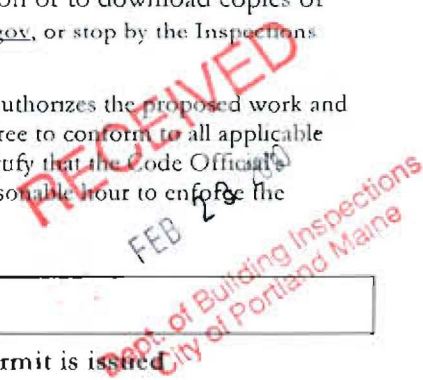 on or to download copies of
gov, or stop by the Inspections
uthorizes the proposed work and
ree to conform to all applicable
rtify that the Code Official's
sonable hour to enforce the
RECEIVED
FEB
Dept. of Building Inspections
City of Portland Maine
rmit is issued